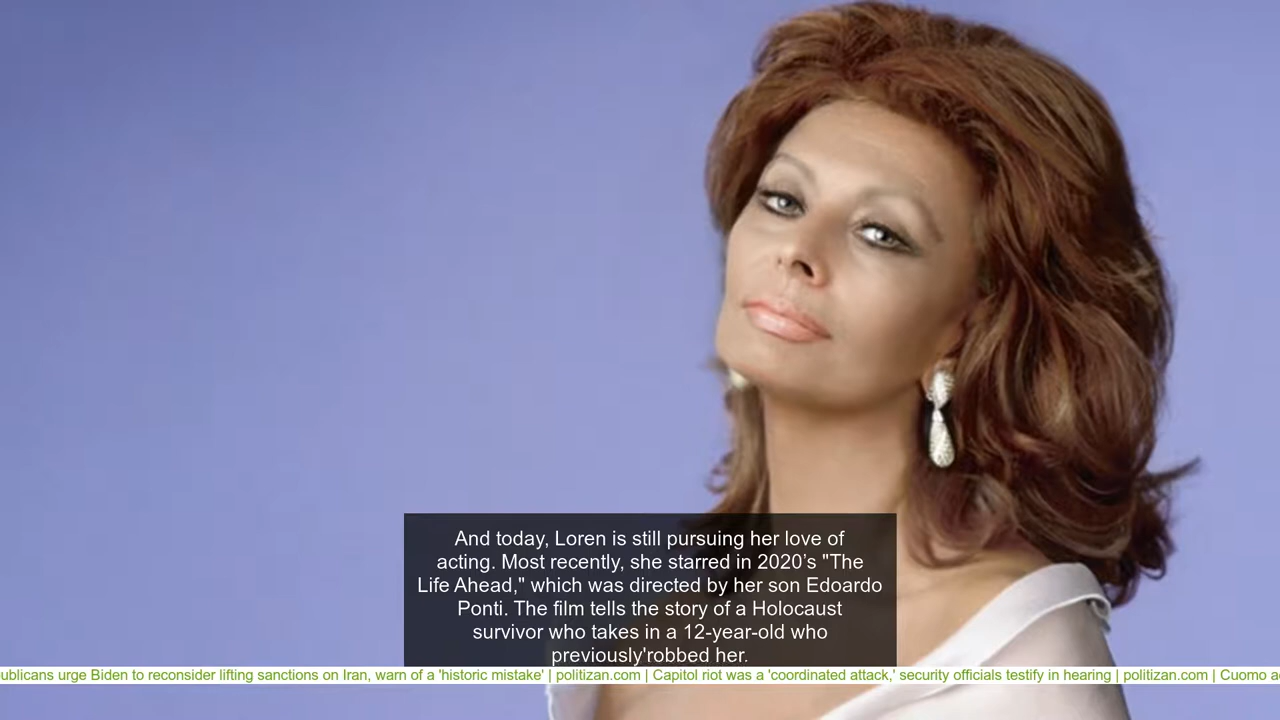 And today, Loren is still pursuing her love of
acting. Most recently, she starred in 2020’s "The
Life Ahead," which was directed by her son Edoardo
Ponti. The film tells the story of a Holocaust
survivor who takes in a 12-year-old who
previously'robbed her.
ublicans urge Biden to reconsider lifting sanctions on Iran, warn of a 'historic mistake' | politizan.com | Capitol riot was a 'coordinated attack,' security officials testify in hearing | politizan.com | Cuomo